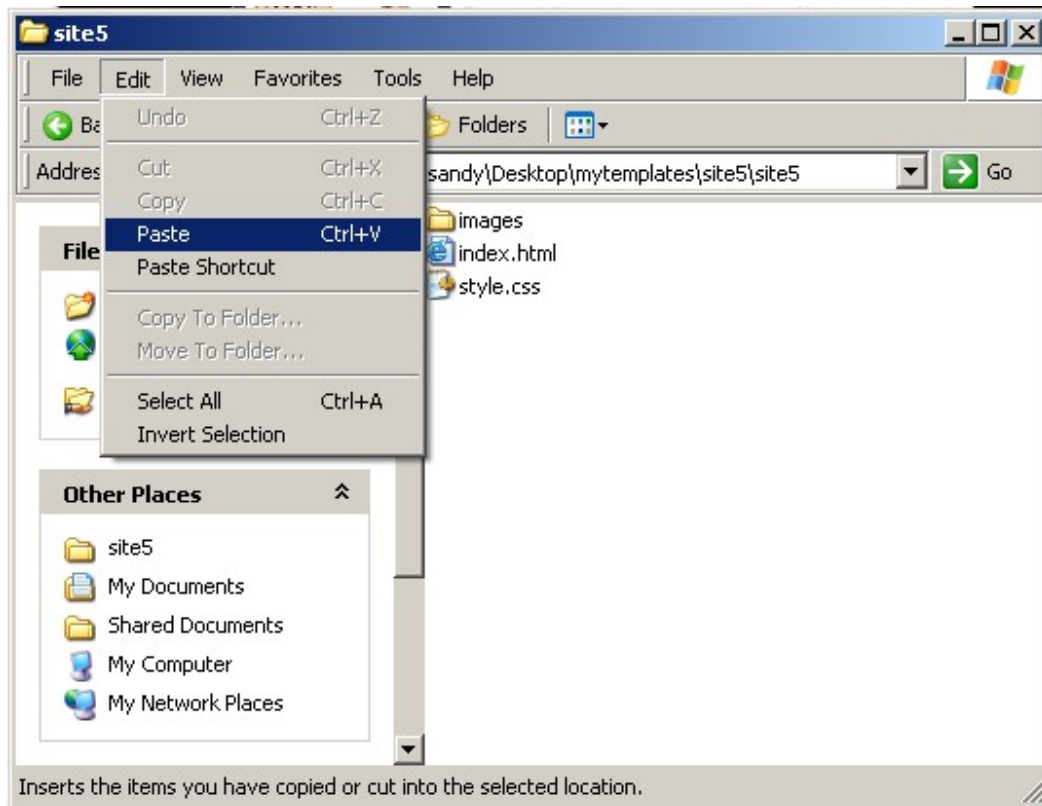 site5
File Edit View Favorites Tools Help
Ba Folders
Addres sandy\Desktop\mytemplates\site5\site5 Go
Undo Ctrl+Z
Cut Ctrl+X
Copy Ctrl+C
Paste Ctrl+V
Paste Shortcut
Copy To Folder...
Move To Folder...
Select All Ctrl+A
Invert Selection
images
index.html
style.css
File
Other Places
site5
My Documents
Shared Documents
My Computer
My Network Places
Inserts the items you have copied or cut into the selected location.